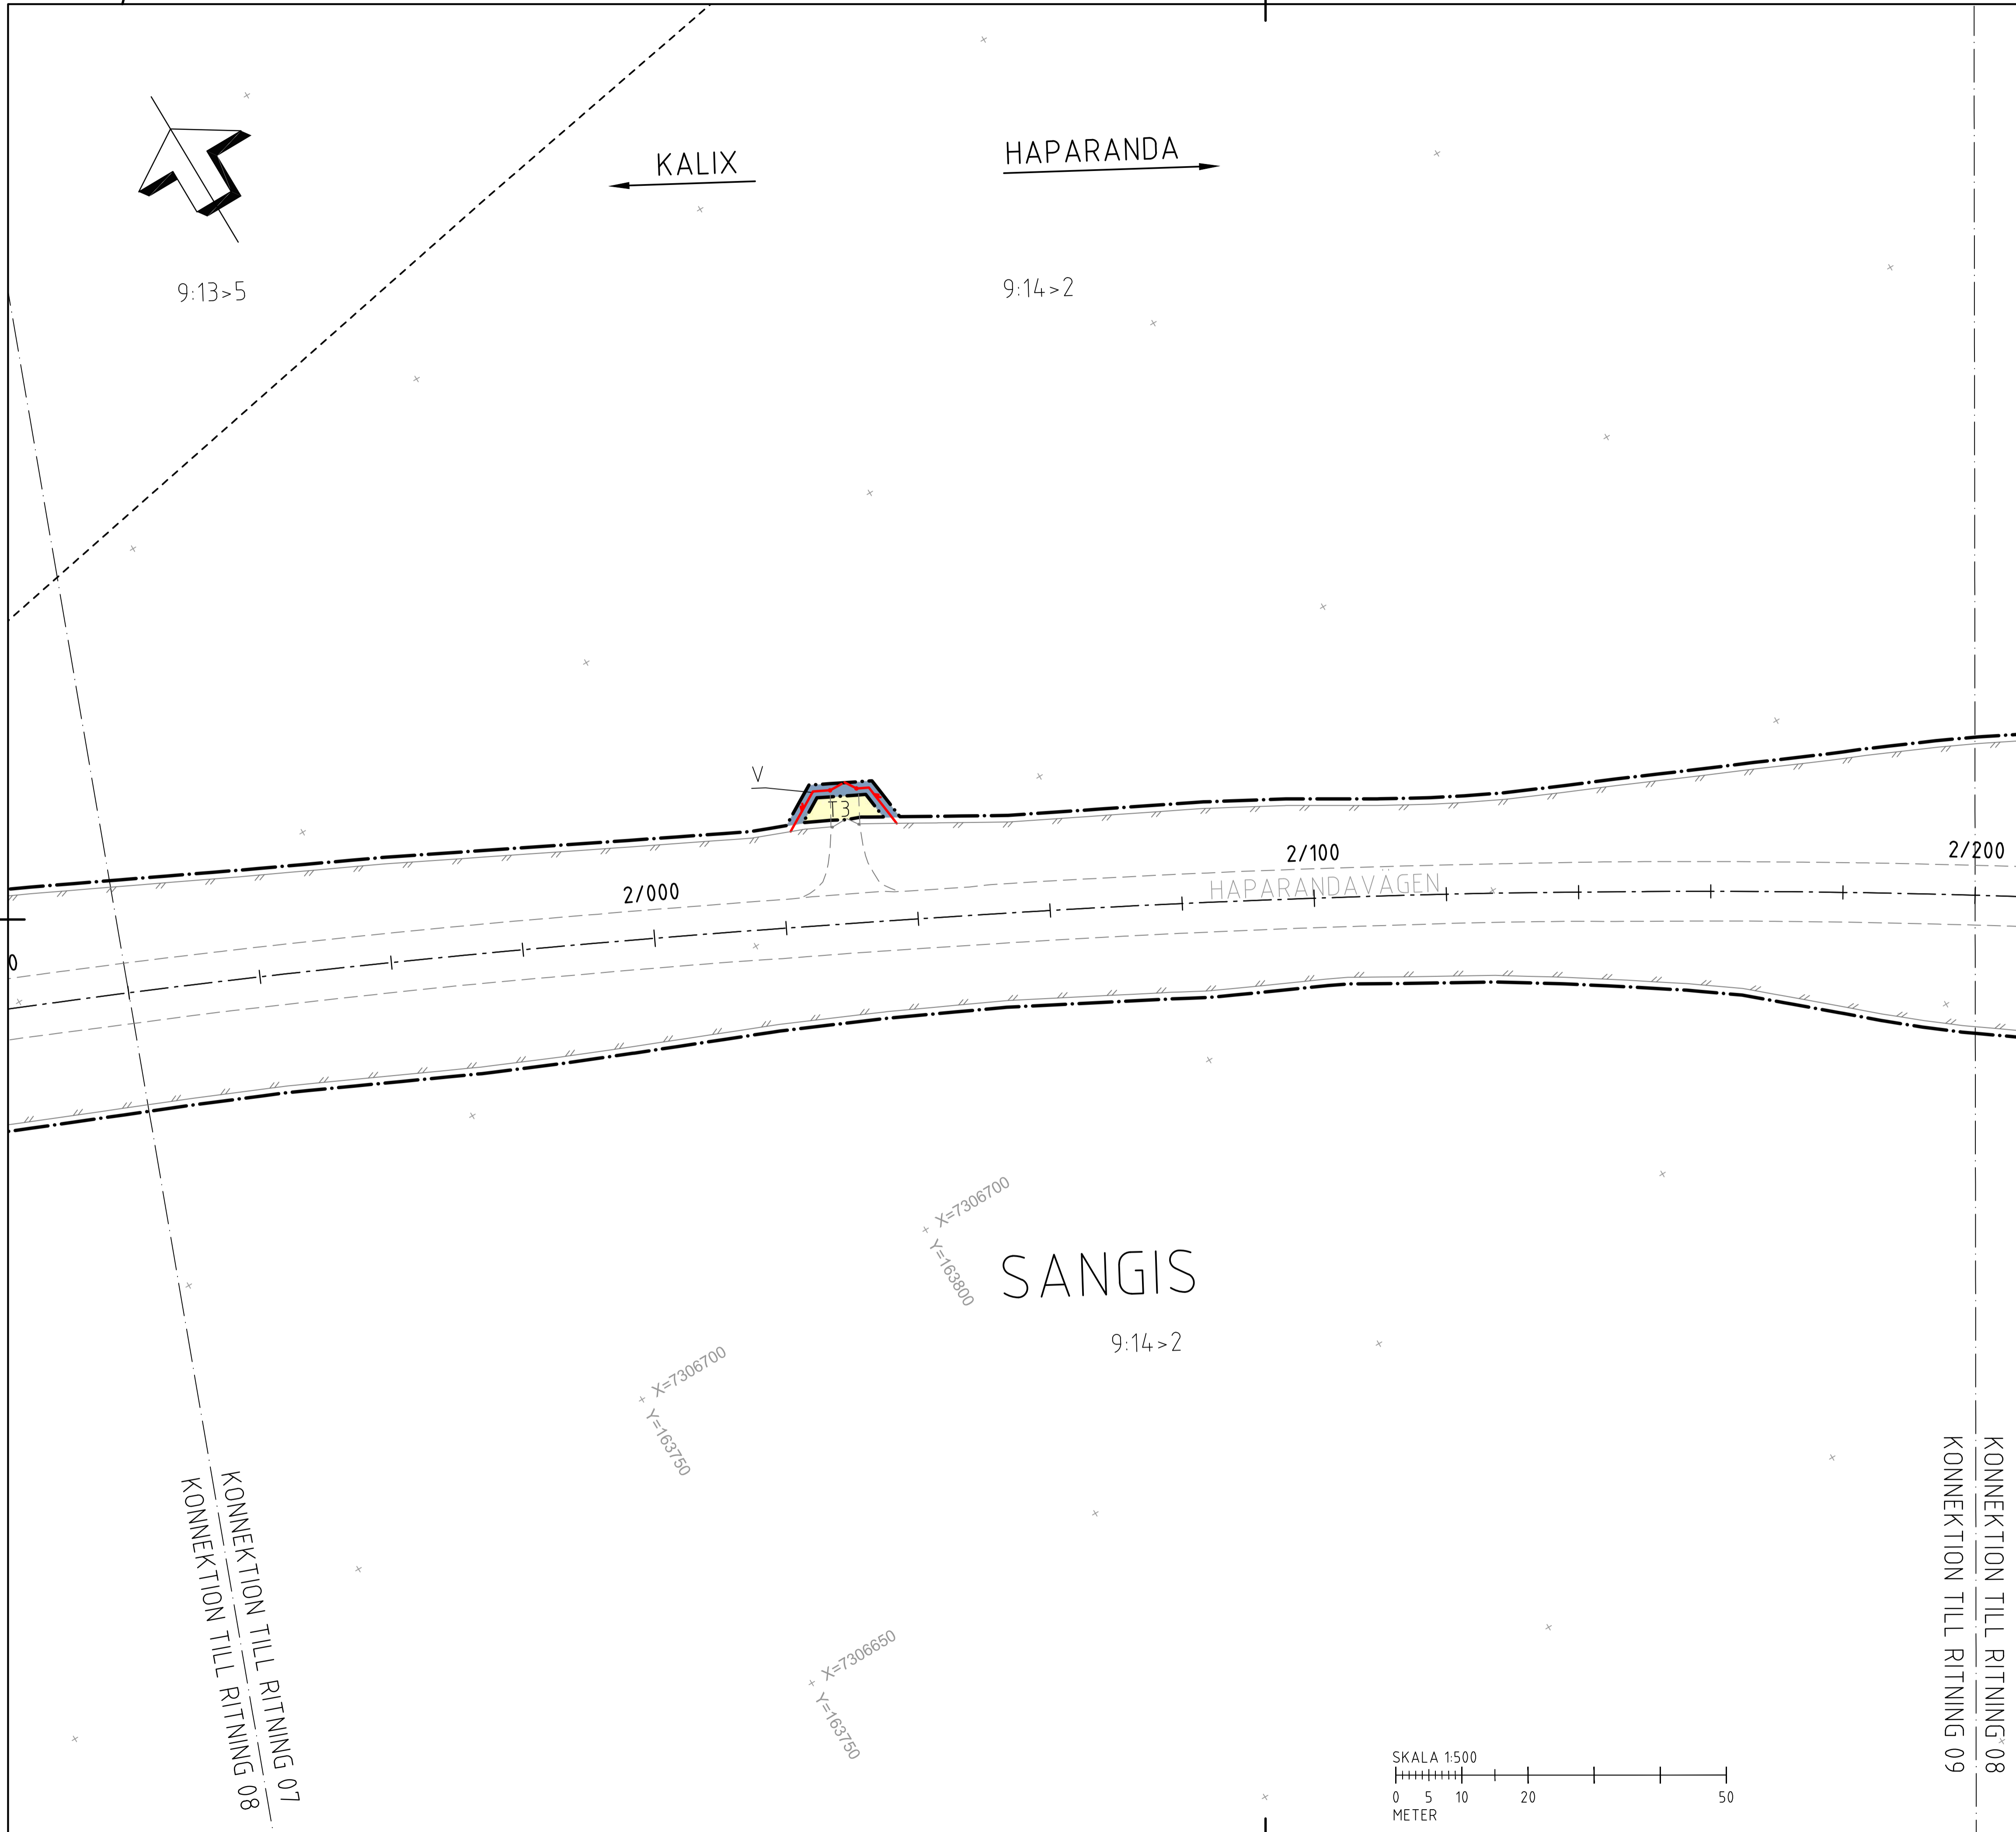 KALIX
HAPARANDA
9:13>5
9:14>2
V
T3
2/000
2/100
2/200
HAPARANDAVÄGEN
0
X=7306700
Y=163800
SANGIS
9:14>2
X=7306700
Y=163750
X=7306650
Y=163750
KONNEKTION TILL RITNING 07
KONNEKTION TILL RITNING 08
KONNEKTION TILL RITNING 08
KONNEKTION TILL RITNING 09
SKALA 1:500
0 5 10 20 50
METER